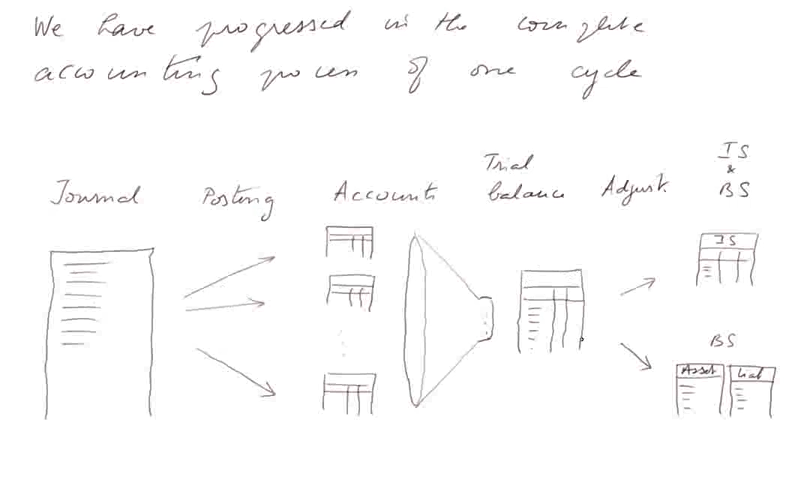 We have progressed in the complete
accounting process of one cycle
Journal
Posting
Accounts
Trial
balance
Adjust.
IS
&
BS
IS
BS
Asset
Liab